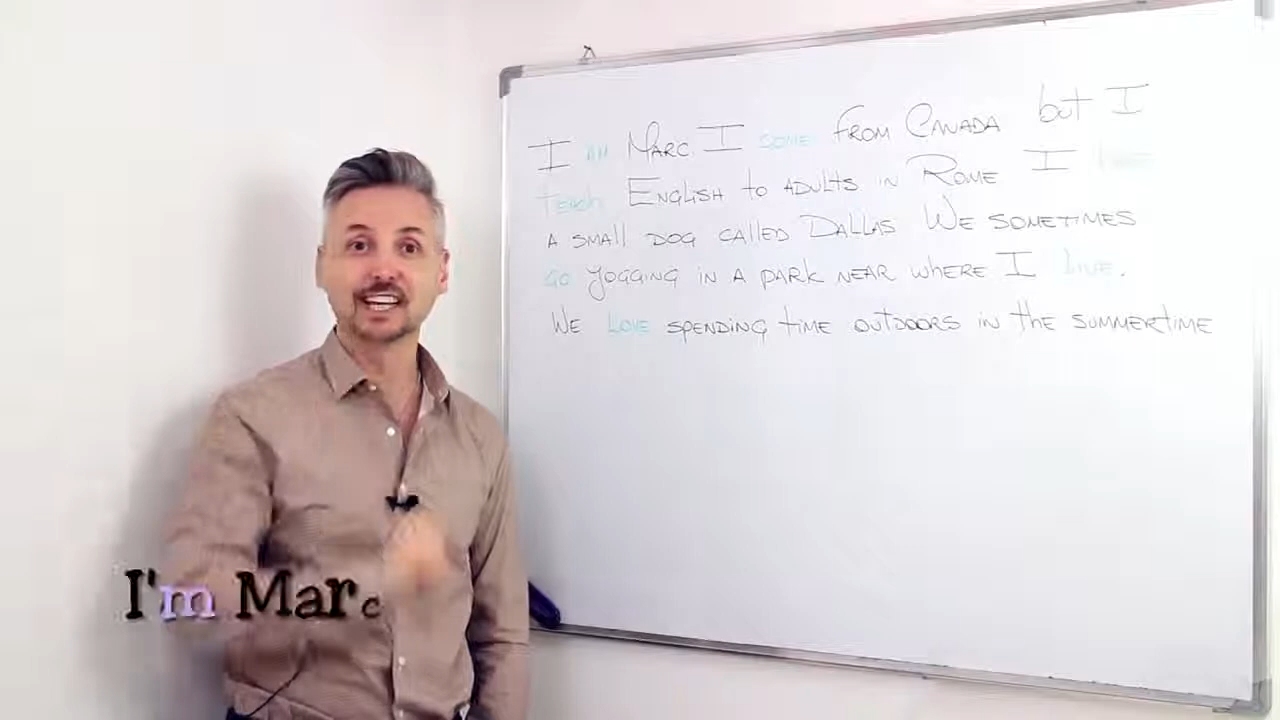 I am Marc. I come from Canada but I
teach English to adults in Rome I have
a small dog called Dallas We sometimes
go jogging in a park near where I live.
We love spending time outdoors in the summertime
I'm Marc